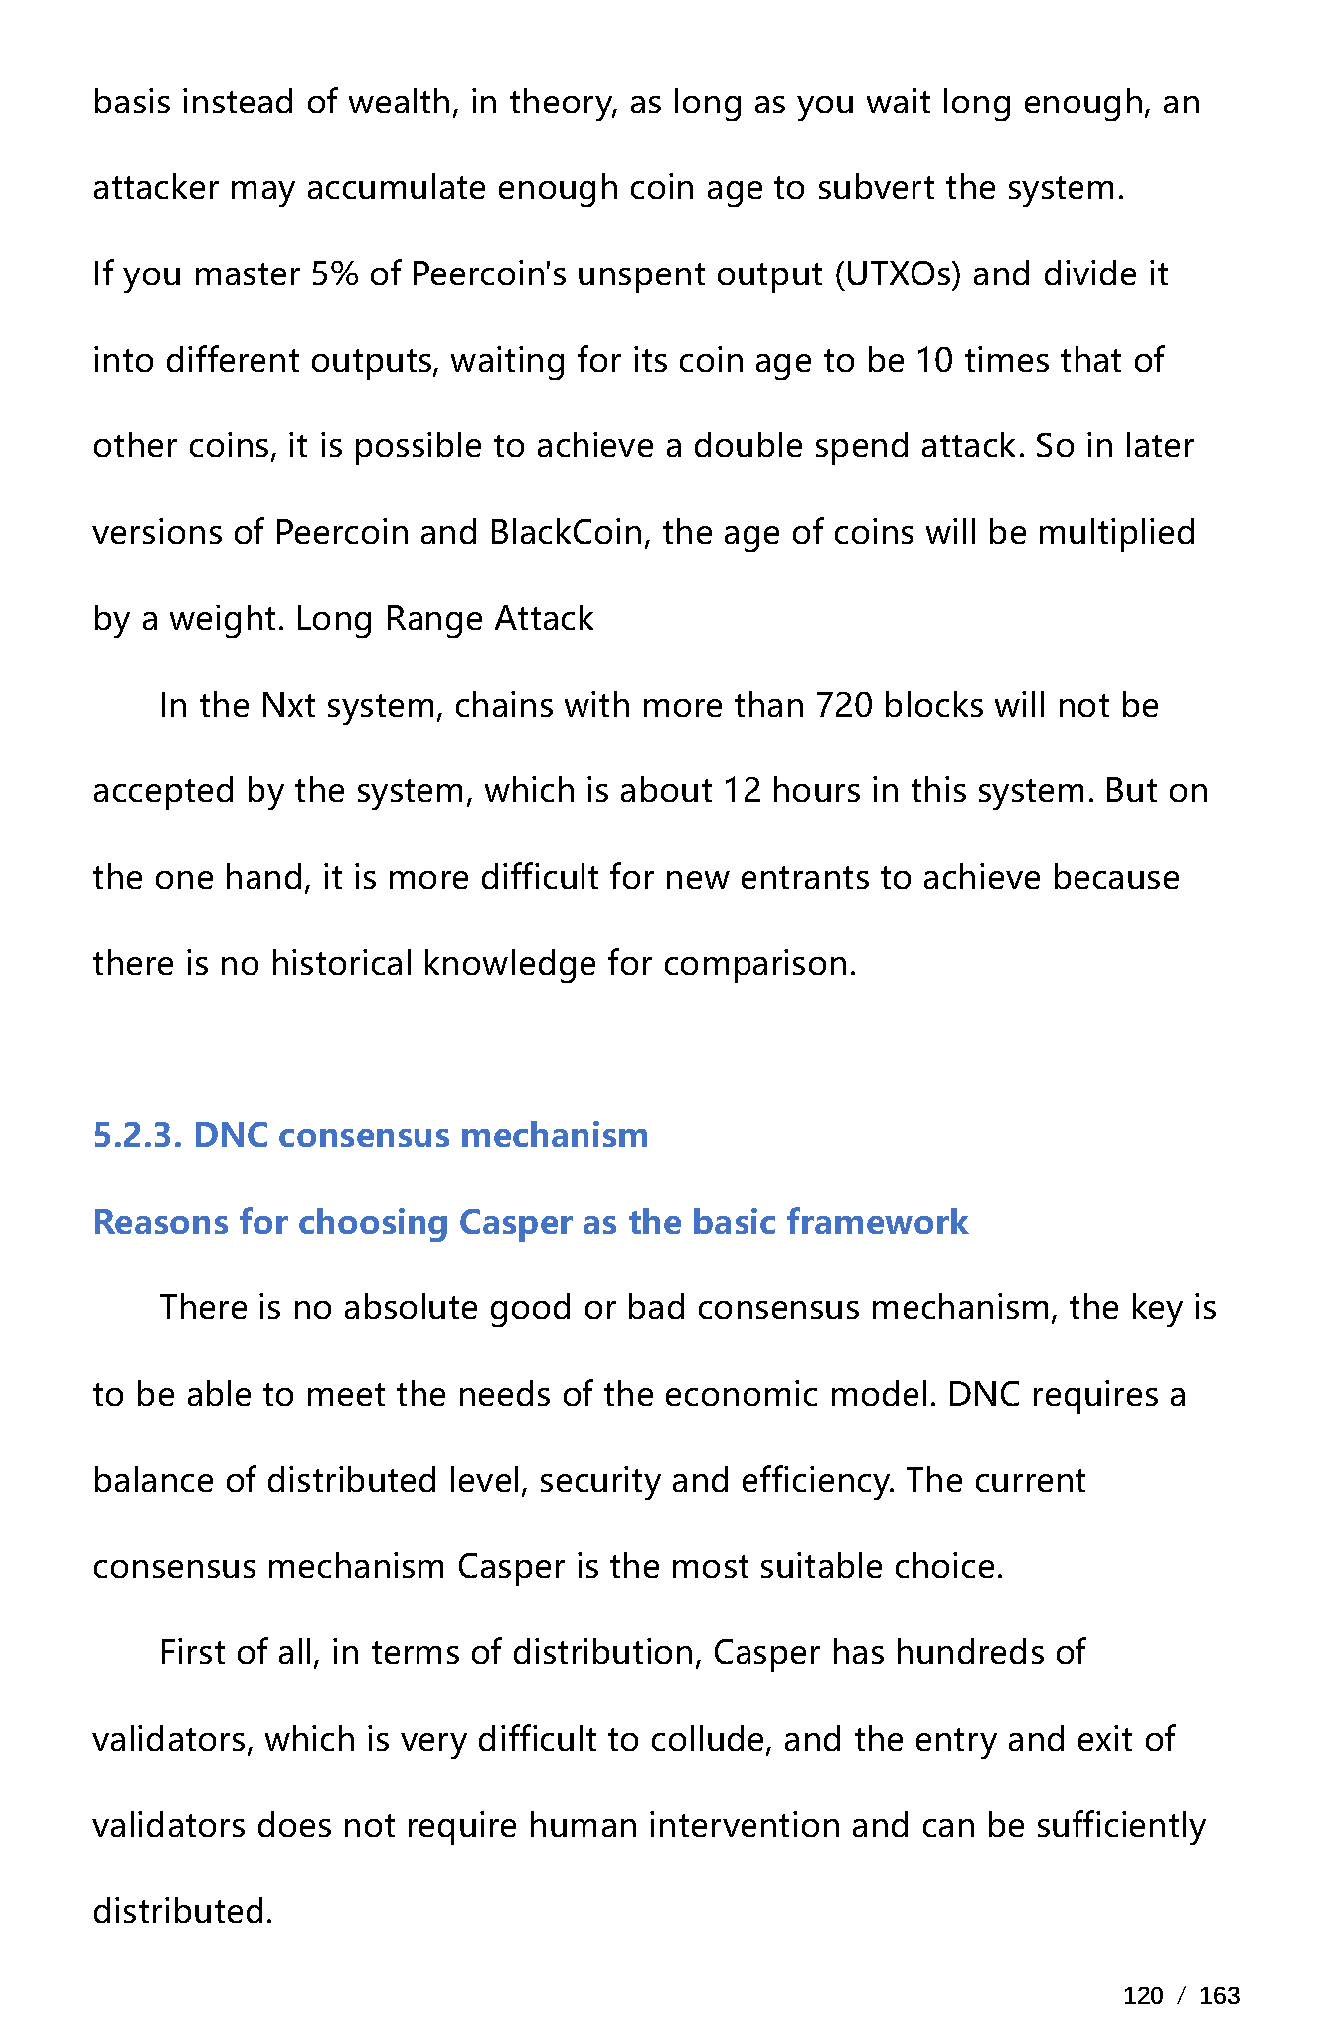 basis instead of wealth, in theory, as long as you wait long enough, an
attacker may accumulate enough coin age to subvert the system.
If you master 5% of Peercoin's unspent output (UTXOs) and divide it
into different outputs, waiting for its coin age to be 10 times that of
other coins, it is possible to achieve a double spend attack. So in later
versions of Peercoin and BlackCoin, the age of coins will be multiplied
by a weight. Long Range Attack
In the Nxt system, chains with more than 720 blocks will not be
accepted by the system, which is about 12 hours in this system. But on
the one hand, it is more difficult for new entrants to achieve because
there is no historical knowledge for comparison.
5.2.3. DNC consensus mechanism
Reasons for choosing Casper as the basic framework
There is no absolute good or bad consensus mechanism, the key is
to be able to meet the needs of the economic model. DNC requires a
balance of distributed level, security and efficiency. The current
consensus mechanism Casper is the most suitable choice.
First of all, in terms of distribution, Casper has hundreds of
validators, which is very difficult to collude, and the entry and exit of
validators does not require human intervention and can be sufficiently
distributed.
120 / 163